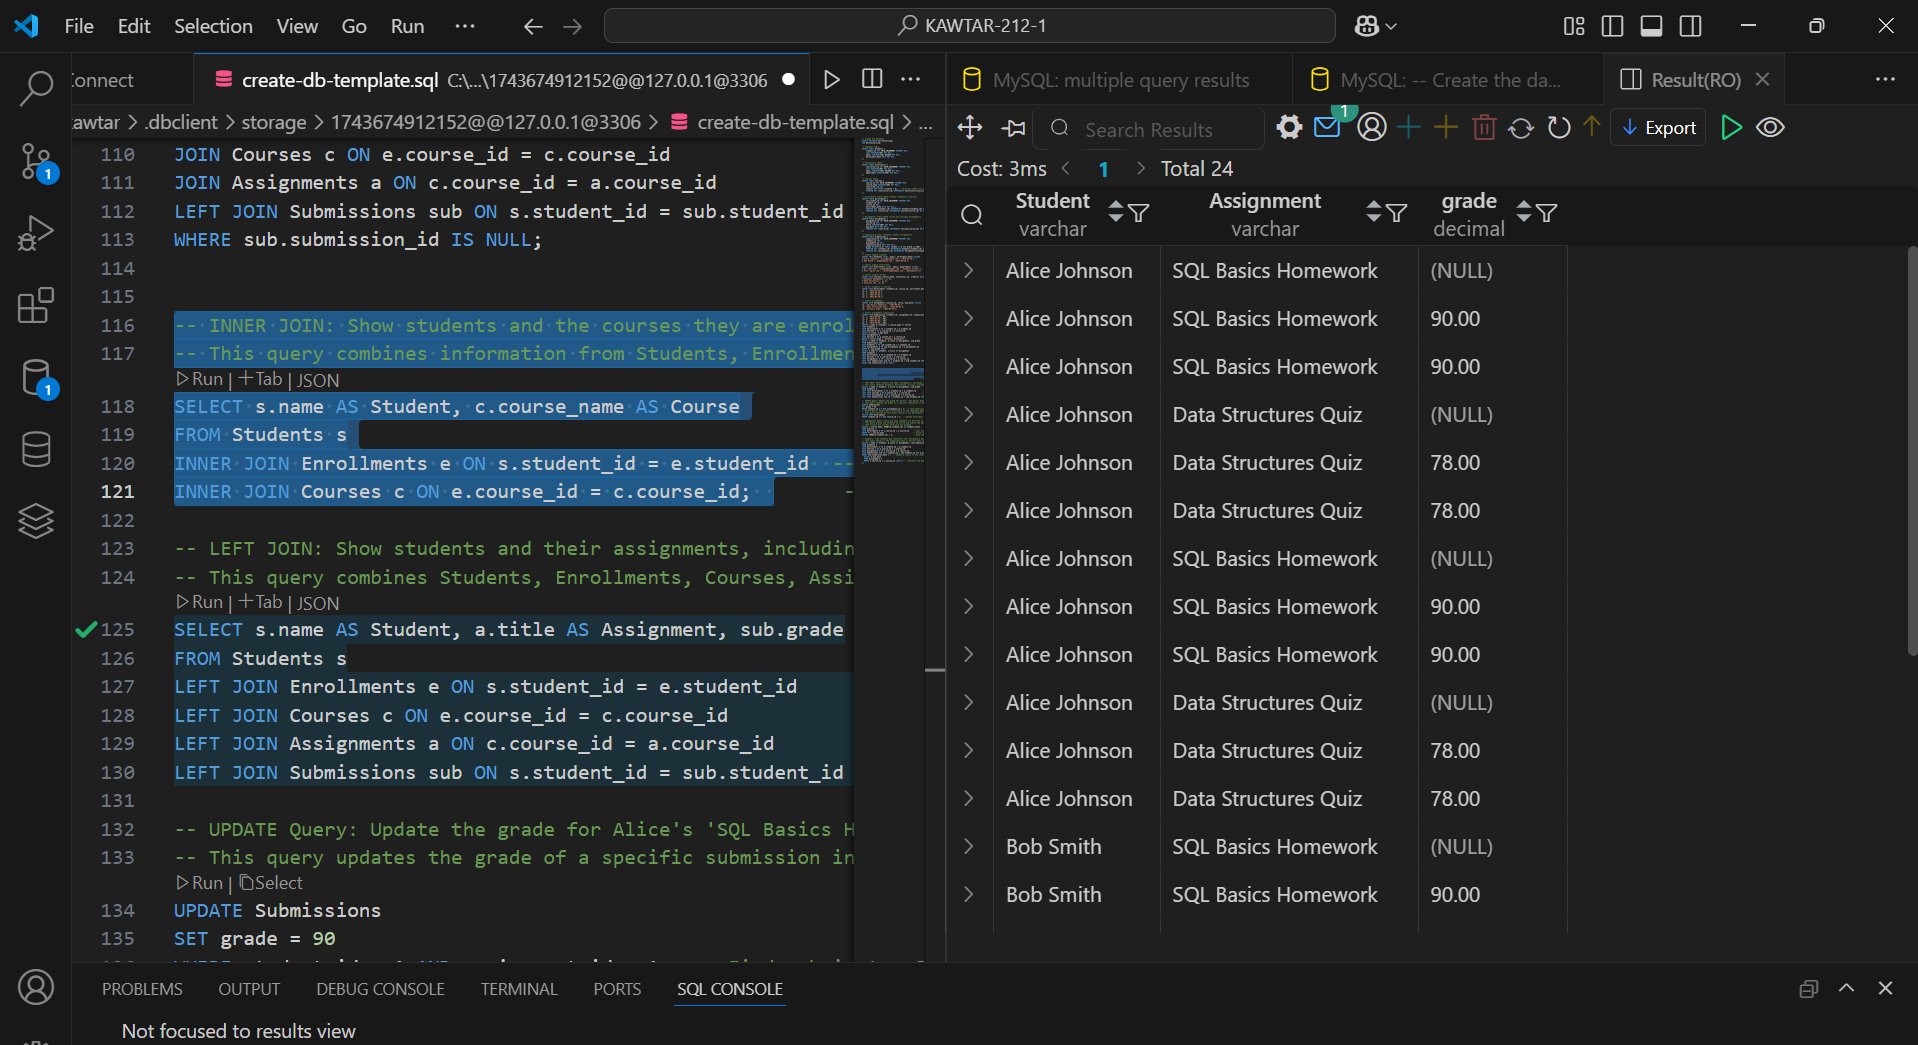 File Edit Selection View Go Run ··· KAWTAR-212-1
onnect
create-db-template.sql C:\...\1743674912152@@127.0.0.1@3306
MySQL: multiple query results
MySQL: -- Create the da...
Result(RO)
awtar > .dbclient > storage > 1743674912152@@127.0.0.1@3306 > create-db-template.sql > ...
110 JOIN Courses c ON e.course_id = c.course_id
111 JOIN Assignments a ON c.course_id = a.course_id
112 LEFT JOIN Submissions sub ON s.student_id = sub.student_id
113 WHERE sub.submission_id IS NULL;
114
115
116 -- INNER JOIN: Show students and the courses they are enrol
117 -- This query combines information from Students, Enrollmen
Run | +Tab | JSON
118 SELECT s.name AS Student, c.course_name AS Course
119 FROM Students s
120 INNER JOIN Enrollments e ON s.student_id = e.student_id --
121 INNER JOIN Courses c ON e.course_id = c.course_id; -
122
123 -- LEFT JOIN: Show students and their assignments, includin
124 -- This query combines Students, Enrollments, Courses, Assi
Run | +Tab | JSON
125 SELECT s.name AS Student, a.title AS Assignment, sub.grade
126 FROM Students s
127 LEFT JOIN Enrollments e ON s.student_id = e.student_id
128 LEFT JOIN Courses c ON e.course_id = c.course_id
129 LEFT JOIN Assignments a ON c.course_id = a.course_id
130 LEFT JOIN Submissions sub ON s.student_id = sub.student_id
131
132 -- UPDATE Query: Update the grade for Alice's 'SQL Basics H
133 -- This query updates the grade of a specific submission in
Run | Select
134 UPDATE Submissions
135 SET grade = 90
1
1
Search Results
1
Export
Cost: 3ms < 1 > Total 24
Student varchar
Assignment varchar
grade decimal
Alice Johnson SQL Basics Homework (NULL)
Alice Johnson SQL Basics Homework 90.00
Alice Johnson SQL Basics Homework 90.00
Alice Johnson Data Structures Quiz (NULL)
Alice Johnson Data Structures Quiz 78.00
Alice Johnson Data Structures Quiz 78.00
Alice Johnson SQL Basics Homework (NULL)
Alice Johnson SQL Basics Homework 90.00
Alice Johnson SQL Basics Homework 90.00
Alice Johnson Data Structures Quiz (NULL)
Alice Johnson Data Structures Quiz 78.00
Alice Johnson Data Structures Quiz 78.00
Bob Smith SQL Basics Homework (NULL)
Bob Smith SQL Basics Homework 90.00
PROBLEMS OUTPUT DEBUG CONSOLE TERMINAL PORTS SQL CONSOLE
Not focused to results view